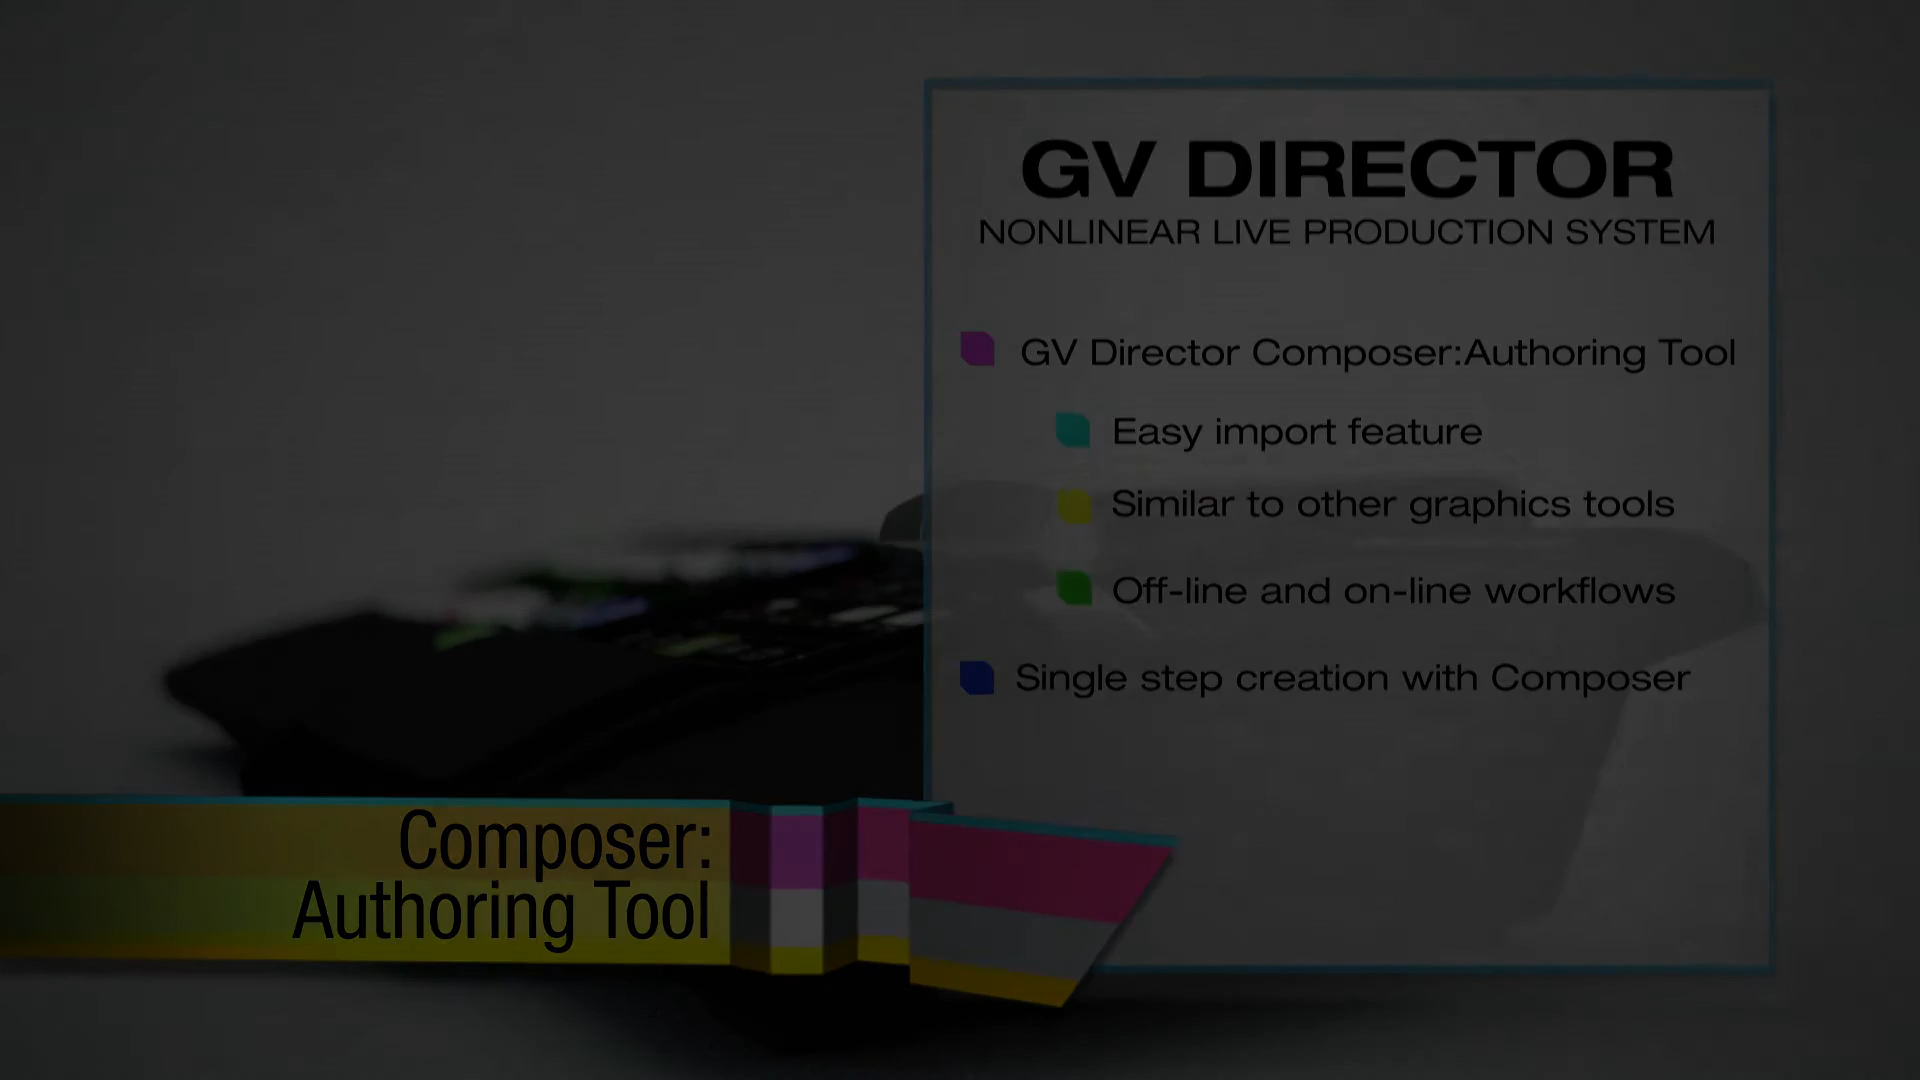 GV DIRECTOR
NONLINEAR LIVE PRODUCTION SYSTEM
GV Director Composer:Authoring Tool
Easy import feature
Similar to other graphics tools
Off-line and on-line workflows
Single step creation with Composer
Composer:
Authoring Tool